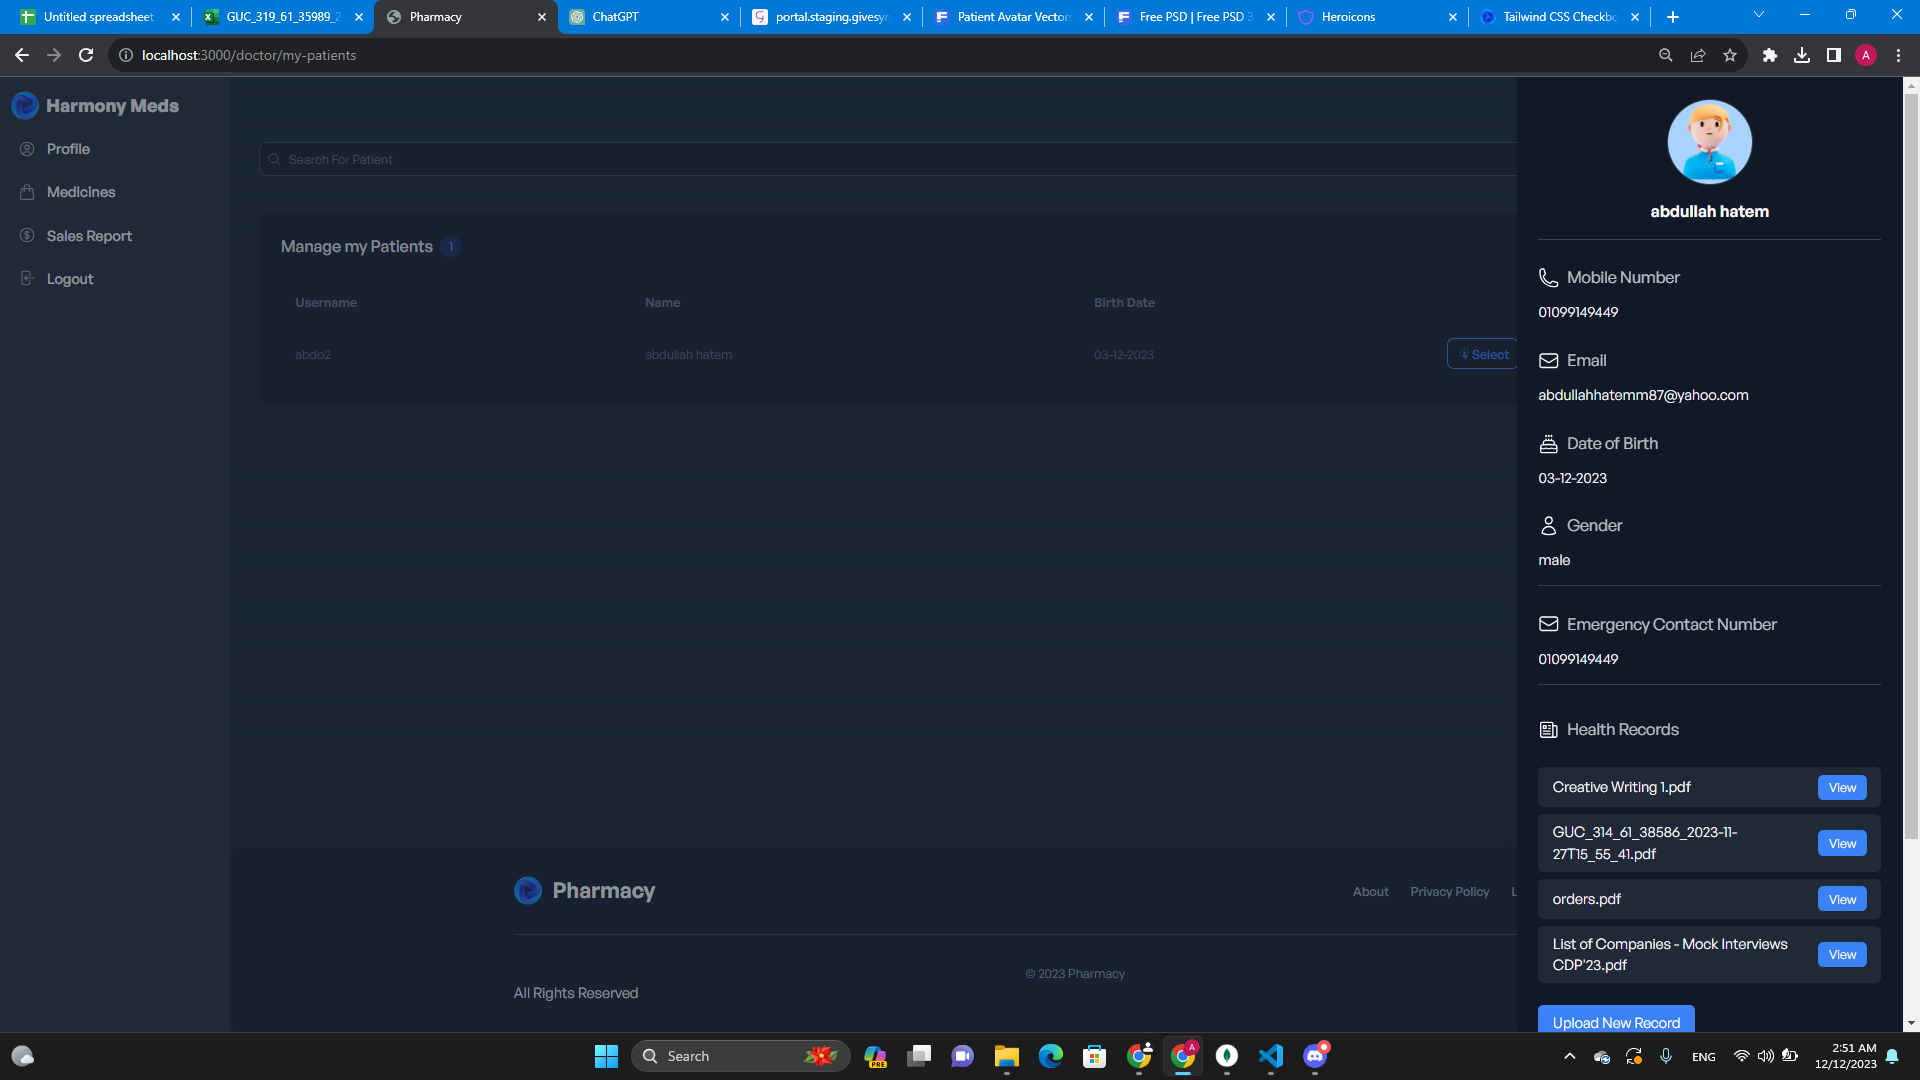 Untitled spreadsheet
GUC_319_61_35989_2
Pharmacy
ChatGPT
portal.staging.givesyn
Patient Avatar Vectors
Free PSD | Free PSD 3
Heroicons
Tailwind CSS Checkbo
localhost:3000/doctor/my-patients
A
Harmony Meds
Profile
Medicines
Sales Report
Logout
Search For Patient
Manage my Patients 1
Username Name Birth Date
abdo2 abdullah hatem 03-12-2023 Select
Pharmacy
About Privacy Policy L
© 2023 Pharmacy
All Rights Reserved
abdullah hatem
Mobile Number
01099149449
Email
abdullahhatemm87@yahoo.com
Date of Birth
03-12-2023
Gender
male
Emergency Contact Number
01099149449
Health Records
Creative Writing 1.pdf View
GUC_314_61_38586_2023-11-
27T15_55_41.pdf View
orders.pdf View
List of Companies - Mock Interviews
CDP'23.pdf View
Upload New Record
Search
PRE
A
ENG
2:51 AM
12/12/2023